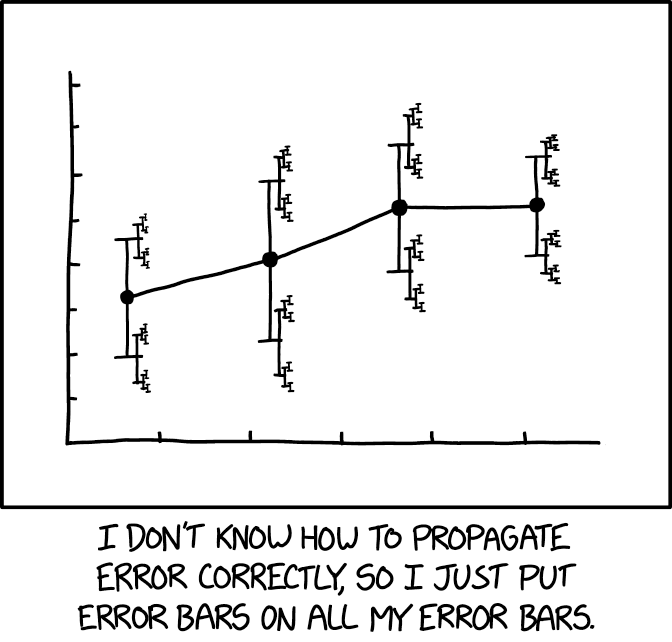 I DON'T KNOW HOW TO PROPAGATE
ERROR CORRECTLY, SO I JUST PUT
ERROR BARS ON ALL MY ERROR BARS.